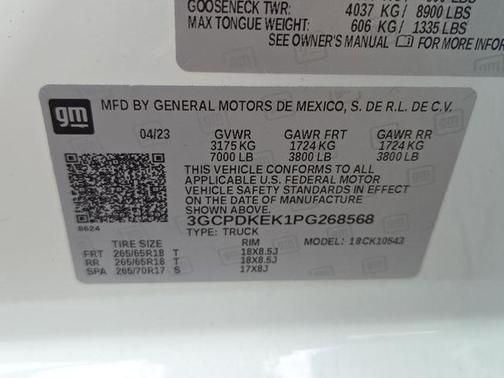 GOOSENECK TWR: 4037 KG / 8900 LBS
MAX TONGUE WEIGHT: 606 KG / 1335 LBS
SEE OWNER'S MANUAL FOR MORE
gm
MFD BY GENERAL MOTORS DE MEXICO, S. DE R.L. DE C.V.
04/23 GVWR GAWR FRT GAWR RR
3175 KG 1724 KG 1724 KG
7000 LB 3800 LB 3800 LB
THIS VEHICLE CONFORMS TO ALL
APPLICABLE U.S. FEDERAL MOTOR
VEHICLE SAFETY STANDARDS IN EFFECT
ON THE DATE OF MANUFACTURE
SHOWN ABOVE.
3GCPDKEK1PG268568
8624
TYPE: TRUCK MODEL: 18CK10543
TIRE SIZE RIM
FRT 265/65R18 T 18X8.5J
RR 265/65R18 T 18X8.5J
SPA 265/70R17 S 17X8J